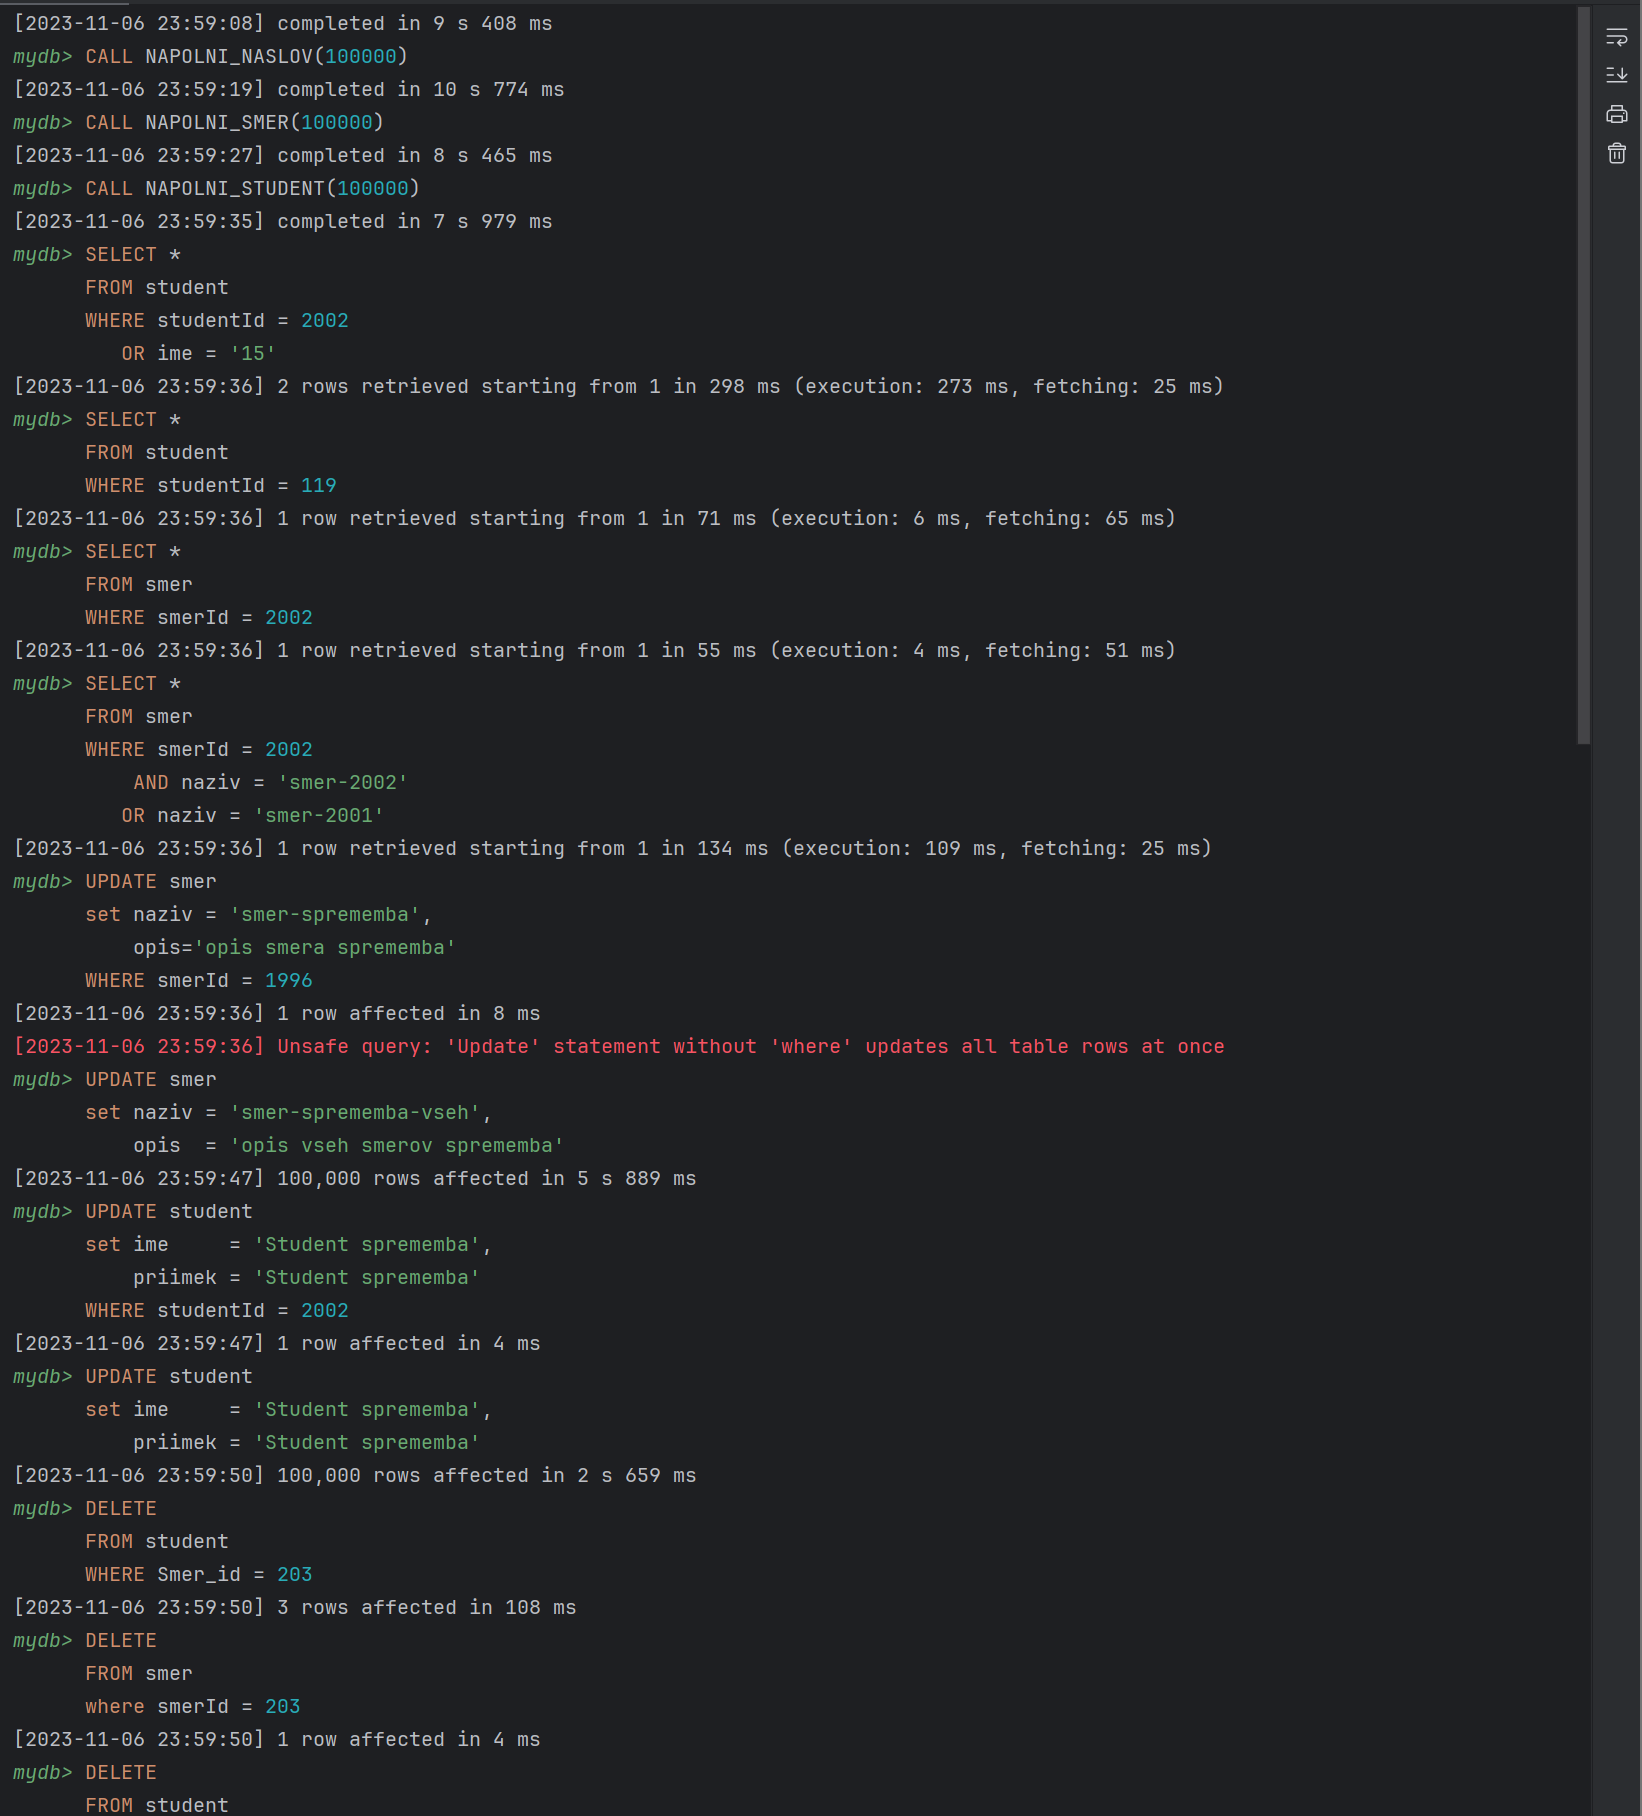 [2023-11-06 23:59:08] completed in 9 s 408 ms
mydb> CALL NAPOLNI_NASLOV(100000)
[2023-11-06 23:59:19] completed in 10 s 774 ms
mydb> CALL NAPOLNI_SMER(100000)
[2023-11-06 23:59:27] completed in 8 s 465 ms
mydb> CALL NAPOLNI_STUDENT(100000)
[2023-11-06 23:59:35] completed in 7 s 979 ms
mydb> SELECT *
      FROM student
      WHERE studentId = 2002
         OR ime = '15'
[2023-11-06 23:59:36] 2 rows retrieved starting from 1 in 298 ms (execution: 273 ms, fetching: 25 ms)
mydb> SELECT *
      FROM student
      WHERE studentId = 119
[2023-11-06 23:59:36] 1 row retrieved starting from 1 in 71 ms (execution: 6 ms, fetching: 65 ms)
mydb> SELECT *
      FROM smer
      WHERE smerId = 2002
[2023-11-06 23:59:36] 1 row retrieved starting from 1 in 55 ms (execution: 4 ms, fetching: 51 ms)
mydb> SELECT *
      FROM smer
      WHERE smerId = 2002
          AND naziv = 'smer-2002'
         OR naziv = 'smer-2001'
[2023-11-06 23:59:36] 1 row retrieved starting from 1 in 134 ms (execution: 109 ms, fetching: 25 ms)
mydb> UPDATE smer
      set naziv = 'smer-sprememba',
          opis='opis smera sprememba'
      WHERE smerId = 1996
[2023-11-06 23:59:36] 1 row affected in 8 ms
[2023-11-06 23:59:36] Unsafe query: 'Update' statement without 'where' updates all table rows at once
mydb> UPDATE smer
      set naziv = 'smer-sprememba-vseh',
          opis  = 'opis vseh smerov sprememba'
[2023-11-06 23:59:47] 100,000 rows affected in 5 s 889 ms
mydb> UPDATE student
      set ime     = 'Student sprememba',
          priimek = 'Student sprememba'
      WHERE studentId = 2002
[2023-11-06 23:59:47] 1 row affected in 4 ms
mydb> UPDATE student
      set ime     = 'Student sprememba',
          priimek = 'Student sprememba'
[2023-11-06 23:59:50] 100,000 rows affected in 2 s 659 ms
mydb> DELETE
      FROM student
      WHERE Smer_id = 203
[2023-11-06 23:59:50] 3 rows affected in 108 ms
mydb> DELETE
      FROM smer
      where smerId = 203
[2023-11-06 23:59:50] 1 row affected in 4 ms
mydb> DELETE
      FROM student